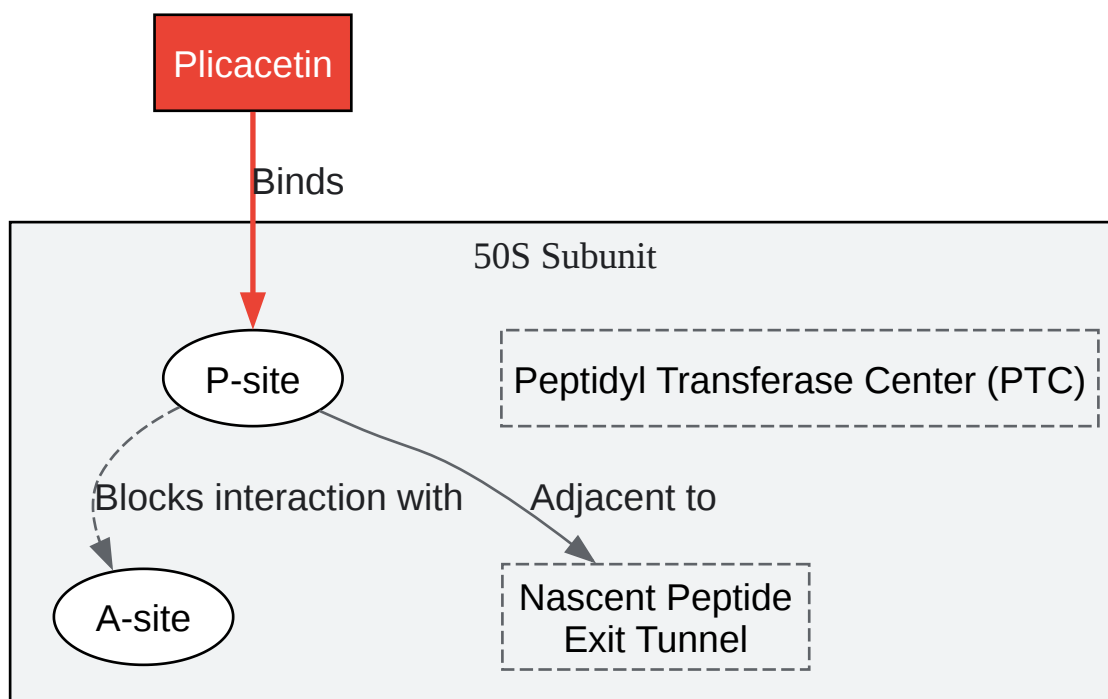 Plicacetin
Binds
50S Subunit
P-site
Peptidyl Transferase Center (PTC)
Blocks interaction with
Adjacent to
A-site
Nascent Peptide
Exit Tunnel